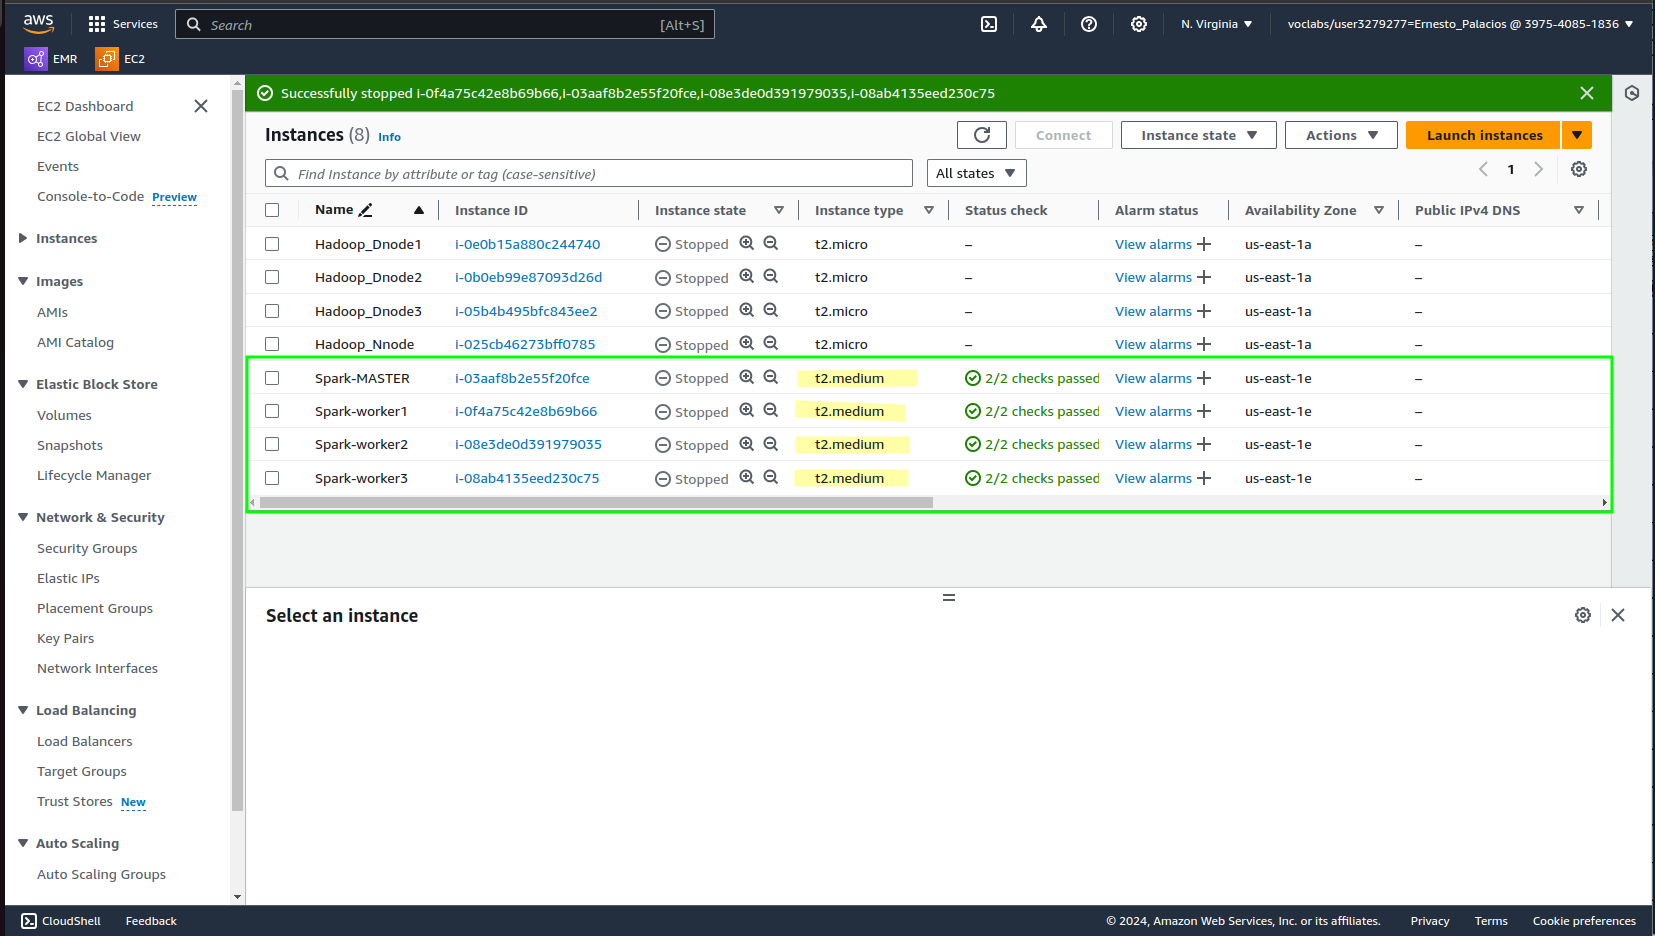 aws Services Search [Alt+S] N. Virginia voclabs/user3279277=Ernesto_Palacios @ 3975-4085-1836
EMR EC2
EC2 Dashboard
EC2 Global View
Events
Console-to-Code Preview
Instances
Images
AMIs
AMI Catalog
Elastic Block Store
Volumes
Snapshots
Lifecycle Manager
Network & Security
Security Groups
Elastic IPs
Placement Groups
Key Pairs
Network Interfaces
Load Balancing
Load Balancers
Target Groups
Trust Stores New
Auto Scaling
Auto Scaling Groups
Successfully stopped i-0f4a75c42e8b69b66,i-03aaf8b2e55f20fce,i-08e3de0d391979035,i-08ab4135eed230c75
Instances (8) Info Connect Instance state Actions Launch instances
Find Instance by attribute or tag (case-sensitive) All states 1
Name Instance ID Instance state Instance type Status check Alarm status Availability Zone Public IPv4 DNS
Hadoop_Dnode1 i-0e0b15a880c244740 Stopped t2.micro – View alarms us-east-1a –
Hadoop_Dnode2 i-0b0eb99e87093d26d Stopped t2.micro – View alarms us-east-1a –
Hadoop_Dnode3 i-05b4b495bfc843ee2 Stopped t2.micro – View alarms us-east-1a –
Hadoop_Nnode i-025cb46273bff0785 Stopped t2.micro – View alarms us-east-1a –
Spark-MASTER i-03aaf8b2e55f20fce Stopped t2.medium 2/2 checks passed View alarms us-east-1e –
Spark-worker1 i-0f4a75c42e8b69b66 Stopped t2.medium 2/2 checks passed View alarms us-east-1e –
Spark-worker2 i-08e3de0d391979035 Stopped t2.medium 2/2 checks passed View alarms us-east-1e –
Spark-worker3 i-08ab4135eed230c75 Stopped t2.medium 2/2 checks passed View alarms us-east-1e –
Select an instance
CloudShell Feedback © 2024, Amazon Web Services, Inc. or its affiliates. Privacy Terms Cookie preferences